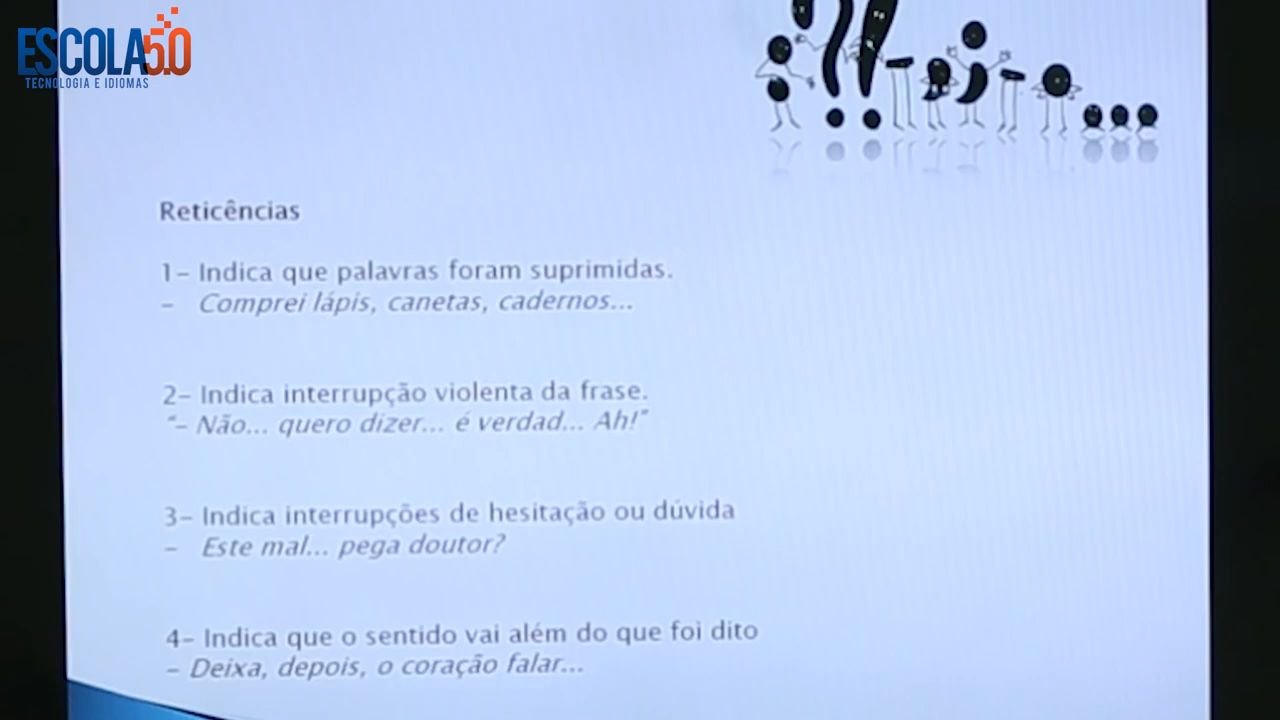 ESCOLA5.0
TECNOLOGIA E IDIOMAS
Reticências
1- Indica que palavras foram suprimidas.
- Comprei lápis, canetas, cadernos...
2- Indica interrupção violenta da frase.
"- Não... quero dizer... é verdad... Ah!"
3- Indica interrupções de hesitação ou dúvida
- Este mal... pega doutor?
4- Indica que o sentido vai além do que foi dito
- Deixa, depois, o coração falar...